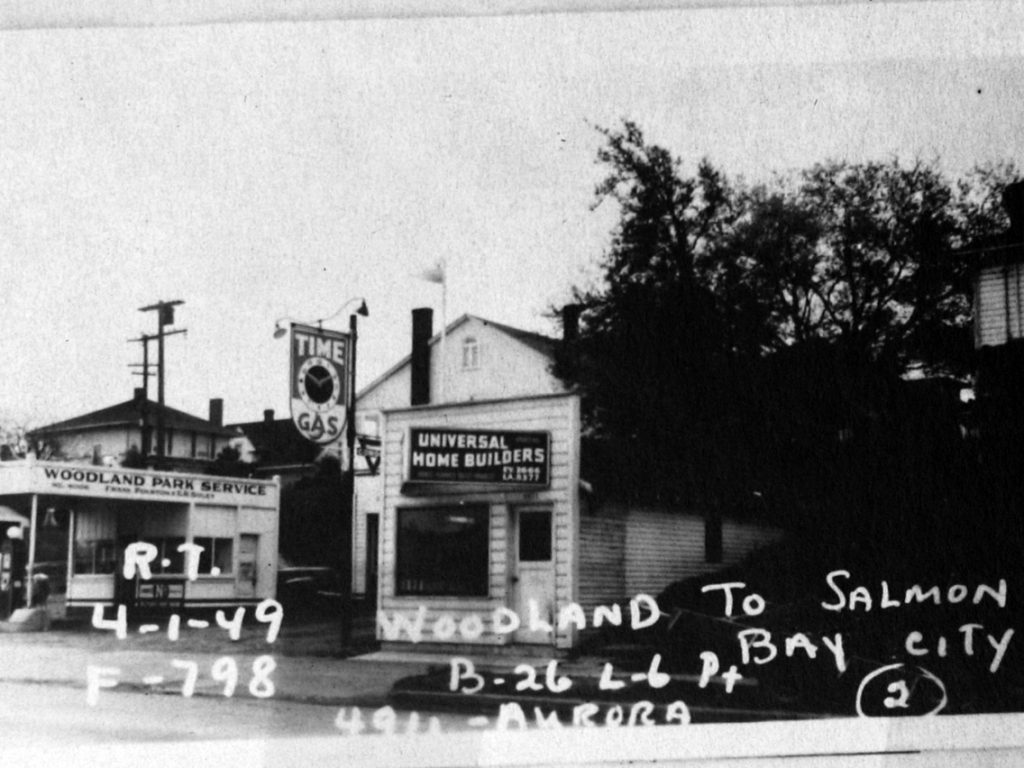 TIME
GAS
UNIVERSAL
HOME BUILDERS
WOODLAND PARK SERVICE
R.T.
4-1-49
F-798
WOODLAND TO SALMON
BAY CITY
B-26 L-6 Pt
4911-AURORA
2